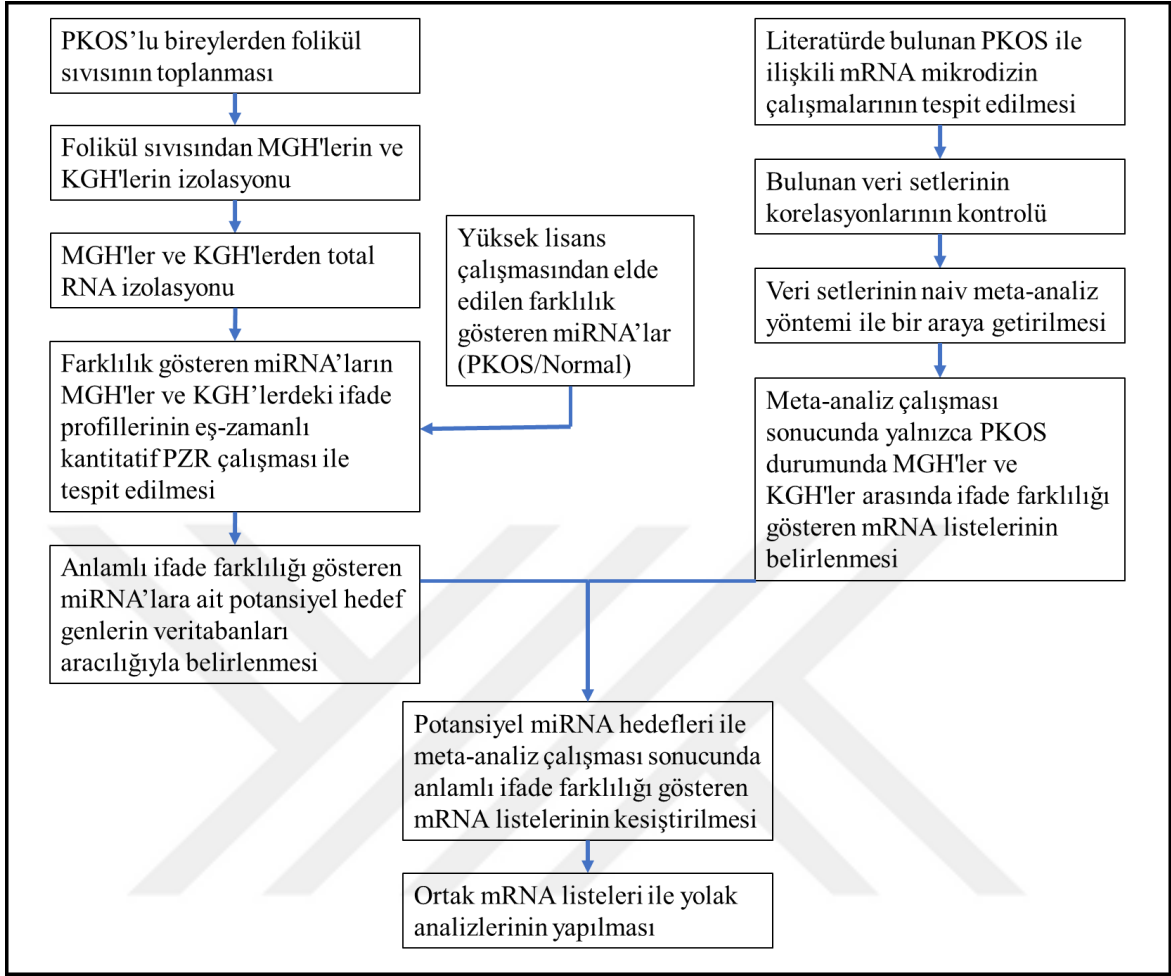 PKOS’lu bireylerden folikül
sıvısının toplanması
Folikül sıvısından MGH'lerin ve
KGH'lerin izolasyonu
MGH'ler ve KGH'lerden total
RNA izolasyonu
Yüksek lisans
çalışmasından elde
edilen farklılık
gösteren miRNA’lar
(PKOS/Normal)
Farklılık gösteren miRNA’ların
MGH'ler ve KGH’lerdeki ifade
profillerinin eş-zamanlı
kantitatif PZR çalışması ile
tespit edilmesi
Anlamlı ifade farklılığı gösteren
miRNA’lara ait potansiyel hedef
genlerin veritabanları
aracılığıyla belirlenmesi
Literatürde bulunan PKOS ile
ilişkili mRNA mikrodizin
çalışmalarının tespit edilmesi
Bulunan veri setlerinin
korelasyonlarının kontrolü
Veri setlerinin naiv meta-analiz
yöntemi ile bir araya getirilmesi
Meta-analiz çalışması
sonucunda yalnızca PKOS
durumunda MGH'ler ve
KGH'ler arasında ifade farklılığı
gösteren mRNA listelerinin
belirlenmesi
Potansiyel miRNA hedefleri ile
meta-analiz çalışması sonucunda
anlamlı ifade farklılığı gösteren
mRNA listelerinin kesiştirilmesi
Ortak mRNA listeleri ile yolak
analizlerinin yapılması